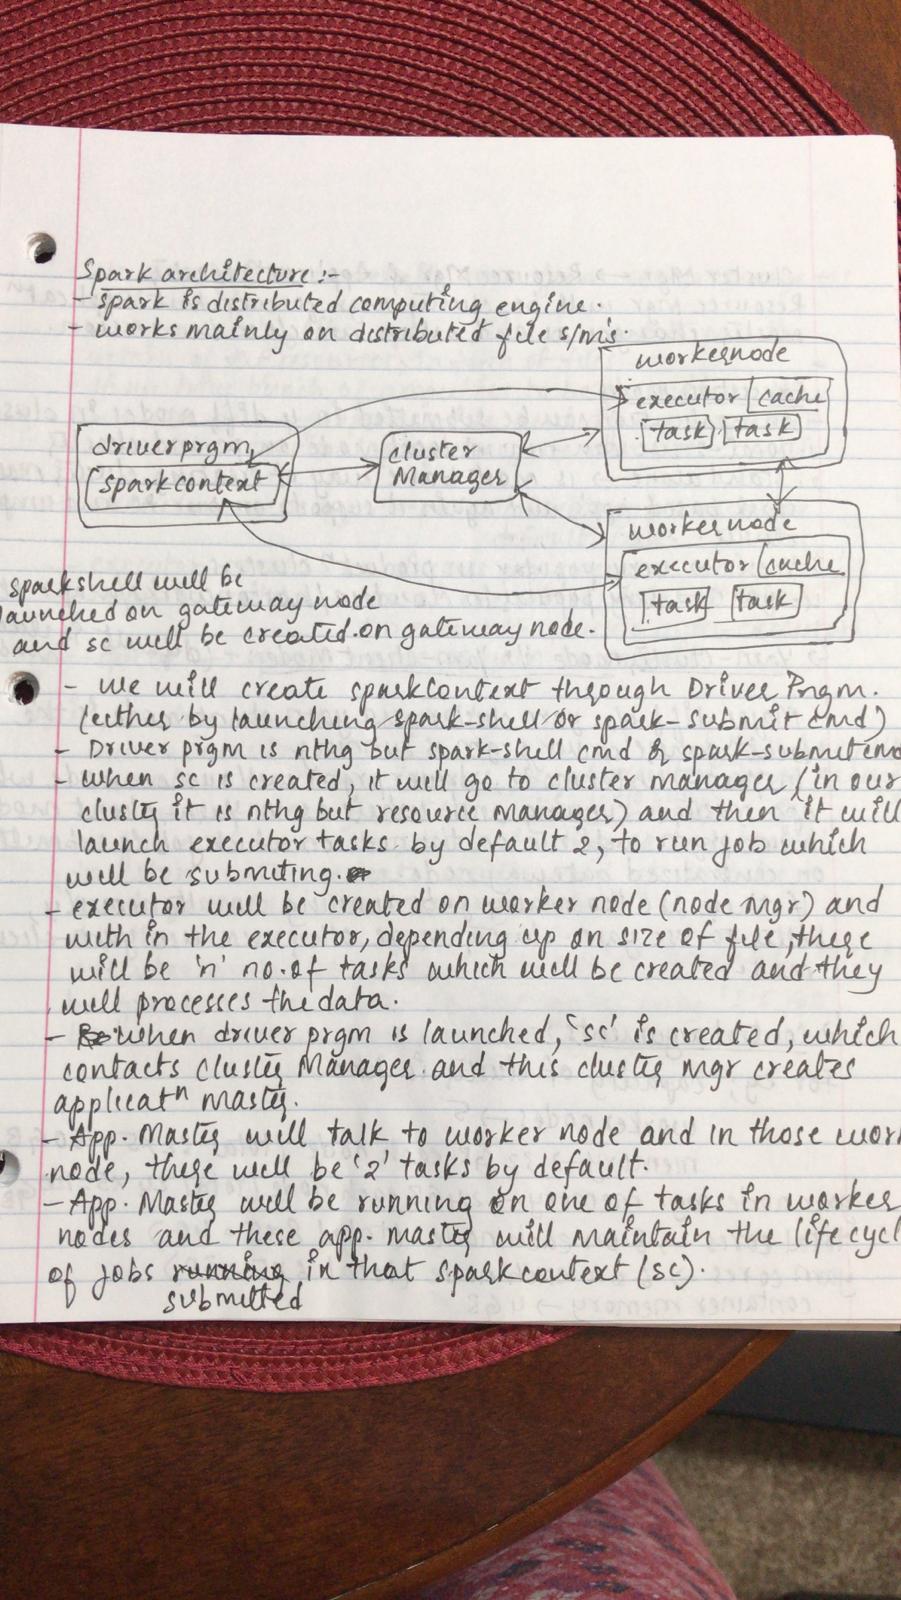 Spark architecture :-
- spark is distributed computing engine.
- works mainly on distributed file s/m's.
workernode
executor cache
task task
driver prgm
spark context
cluster
Manager
workernode
executor cache
task task
sparkshell will be
launched on gateway node
and sc will be created on gateway node.
- we will create sparkContext through Driver Prgm.
(either by launching spark-shell or spark-submit cmd)
- Driver prgm is nthg but spark-shell cmd & spark-submit cmd
- when sc is created, it will go to cluster manager (in our
cluster it is nthg but resource manager) and then it will
launch executor tasks by default 2, to run job which
will be submiting.
- executor will be created on worker node (node mgr) and
with in the executor, depending up on size of file, there
will be 'n' no. of tasks which will be created and they
will processes the data.
- When driver prgm is launched, 'sc' is created, which
contacts cluster Manager and this cluster mgr creates
applicatn master.
- App. Master will talk to worker node and in those work
node, there will be '2' tasks by default.
- App. Master will be running on one of tasks in worker
nodes and these app. master will maintain the lifecycl
of jobs running in that spark context (sc).
submitted